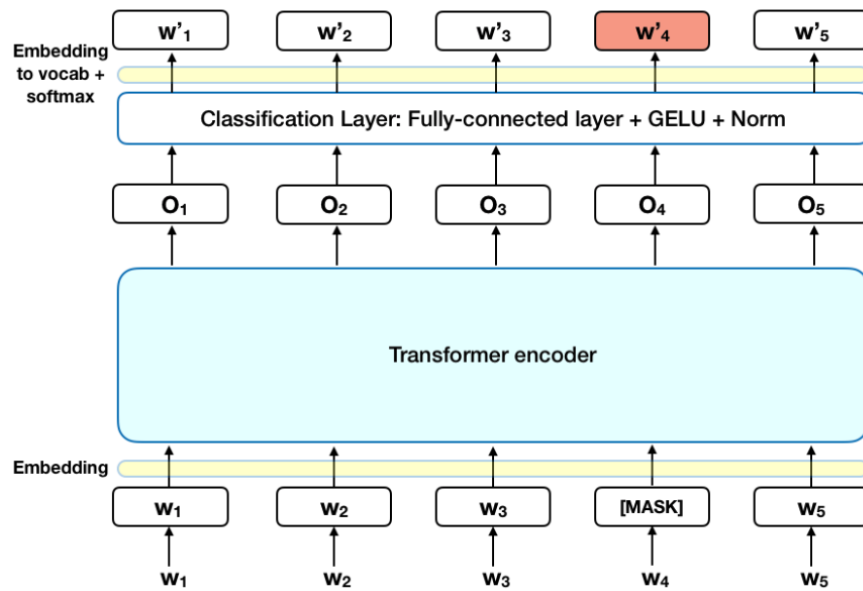 w'₁ w'₂ w'₃ w'₄ w'₅
Embedding
to vocab +
softmax
Classification Layer: Fully-connected layer + GELU + Norm
O₁ O₂ O₃ O₄ O₅
Transformer encoder
Embedding
W₁ W₂ W₃ [MASK] W₅
W₁ W₂ W₃ W₄ W₅